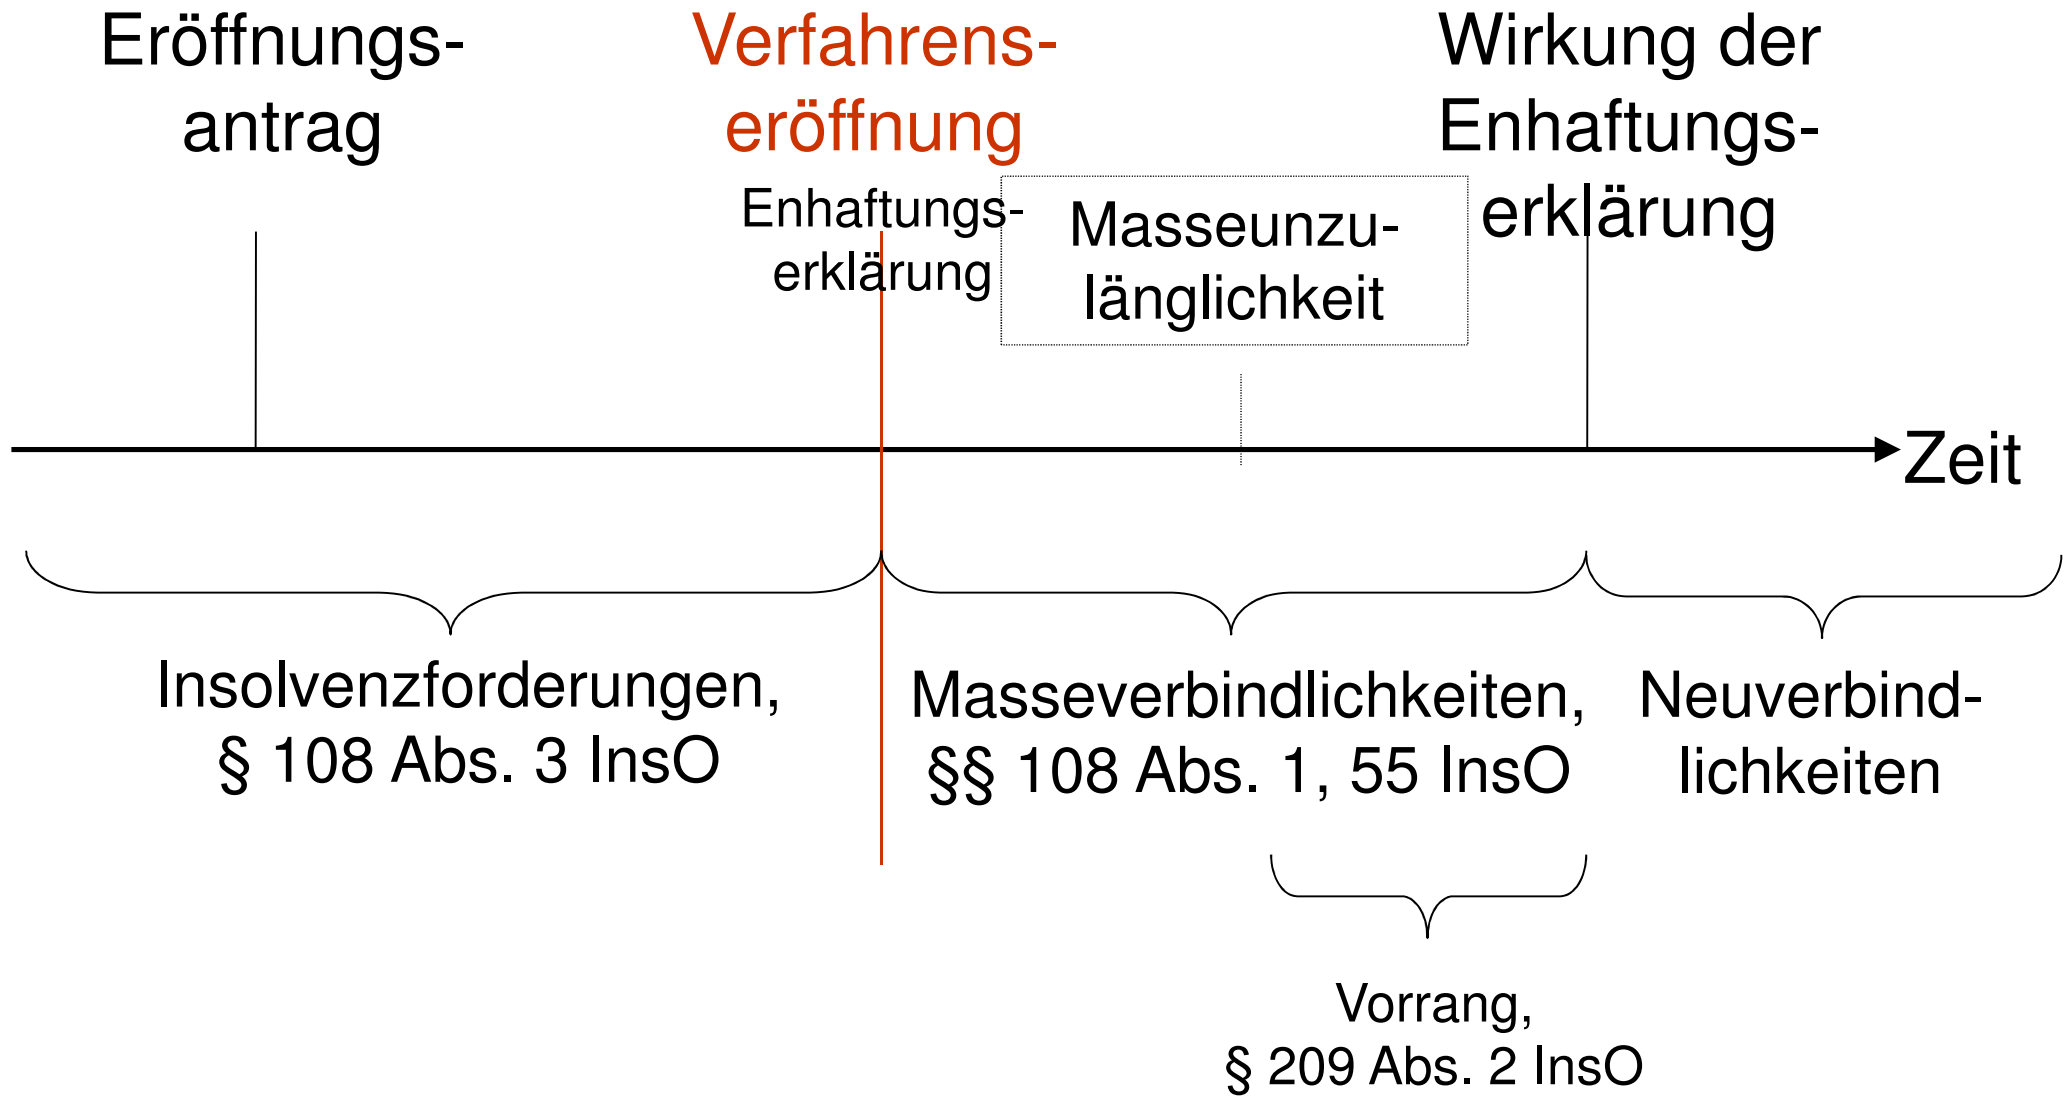 Eröffnungs-
antrag
Verfahrens-
eröffnung
Enhaftungs-
erklärung
Masseunzu-
länglichkeit
Wirkung der
Enhaftungs-
erklärung
Zeit
Insolvenzforderungen,
§ 108 Abs. 3 InsO
Masseverbindlichkeiten,
§§ 108 Abs. 1, 55 InsO
Neuverbind-
lichkeiten
Vorrang,
§ 209 Abs. 2 InsO